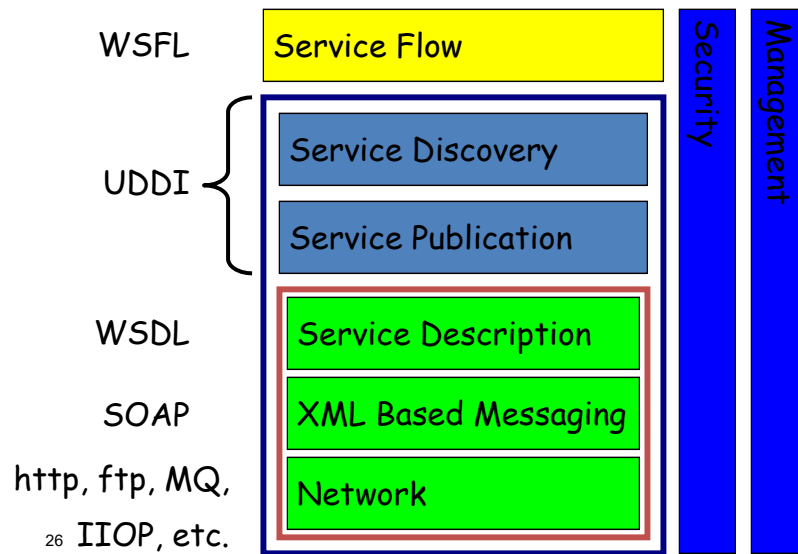 WSFL
Service Flow
UDDI
Service Discovery
Service Publication
WSDL
Service Description
SOAP
XML Based Messaging
http, ftp, MQ,
IIOP, etc.
Network
Security
Management
26